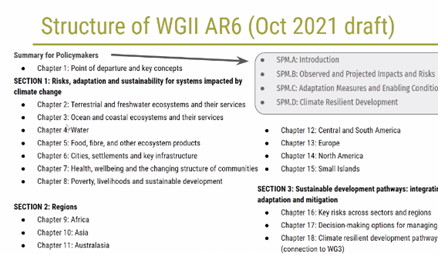 Structure of WGII AR6 (Oct 2021 draft)
Summary for Policymakers
• Chapter 1: Point of departure and key concepts
SECTION 1: Risks, adaptation and sustainability for systems impacted by
climate change
• Chapter 2: Terrestrial and freshwater ecosystems and their services
• Chapter 3: Ocean and coastal ecosystems and their services
• Chapter 4: Water
• Chapter 5: Food, fibre, and other ecosystem products
• Chapter 6: Cities, settlements and key infrastructure
• Chapter 7: Health, wellbeing and the changing structure of communities
• Chapter 8: Poverty, livelihoods and sustainable development
SECTION 2: Regions
• Chapter 9: Africa
• Chapter 10: Asia
• Chapter 11: Australasia
• SPM.A: Introduction
• SPM.B: Observed and Projected Impacts and Risks
• SPM.C: Adaptation Measures and Enabling Conditio
• SPM.D: Climate Resilient Development
• Chapter 12: Central and South America
• Chapter 13: Europe
• Chapter 14: North America
• Chapter 15: Small Islands
SECTION 3: Sustainable development pathways: integratin
adaptation and mitigation
• Chapter 16: Key risks across sectors and regions
• Chapter 17: Decision-making options for managing
• Chapter 18: Climate resilient development pathway
(connection to WG3)